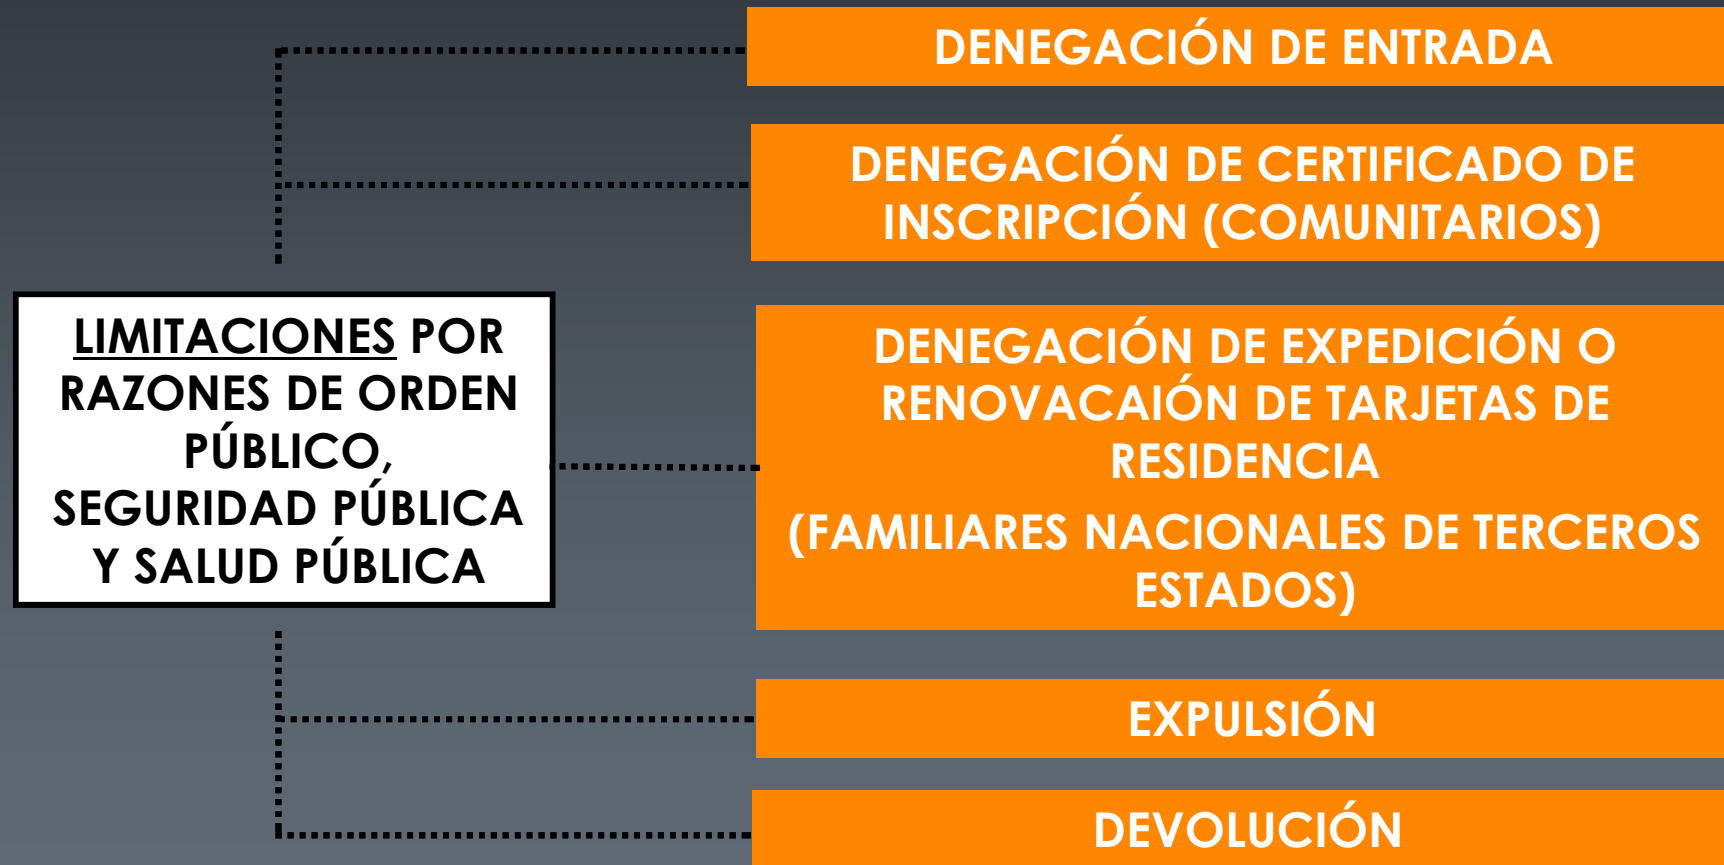 DENEGACIÓN DE ENTRADA
DENEGACIÓN DE CERTIFICADO DE
INSCRIPCIÓN (COMUNITARIOS)
LIMITACIONES POR
RAZONES DE ORDEN
PÚBLICO,
SEGURIDAD PÚBLICA
Y SALUD PÚBLICA
DENEGACIÓN DE EXPEDICIÓN O
RENOVACAIÓN DE TARJETAS DE
RESIDENCIA
(FAMILIARES NACIONALES DE TERCEROS
ESTADOS)
EXPULSIÓN
DEVOLUCIÓN